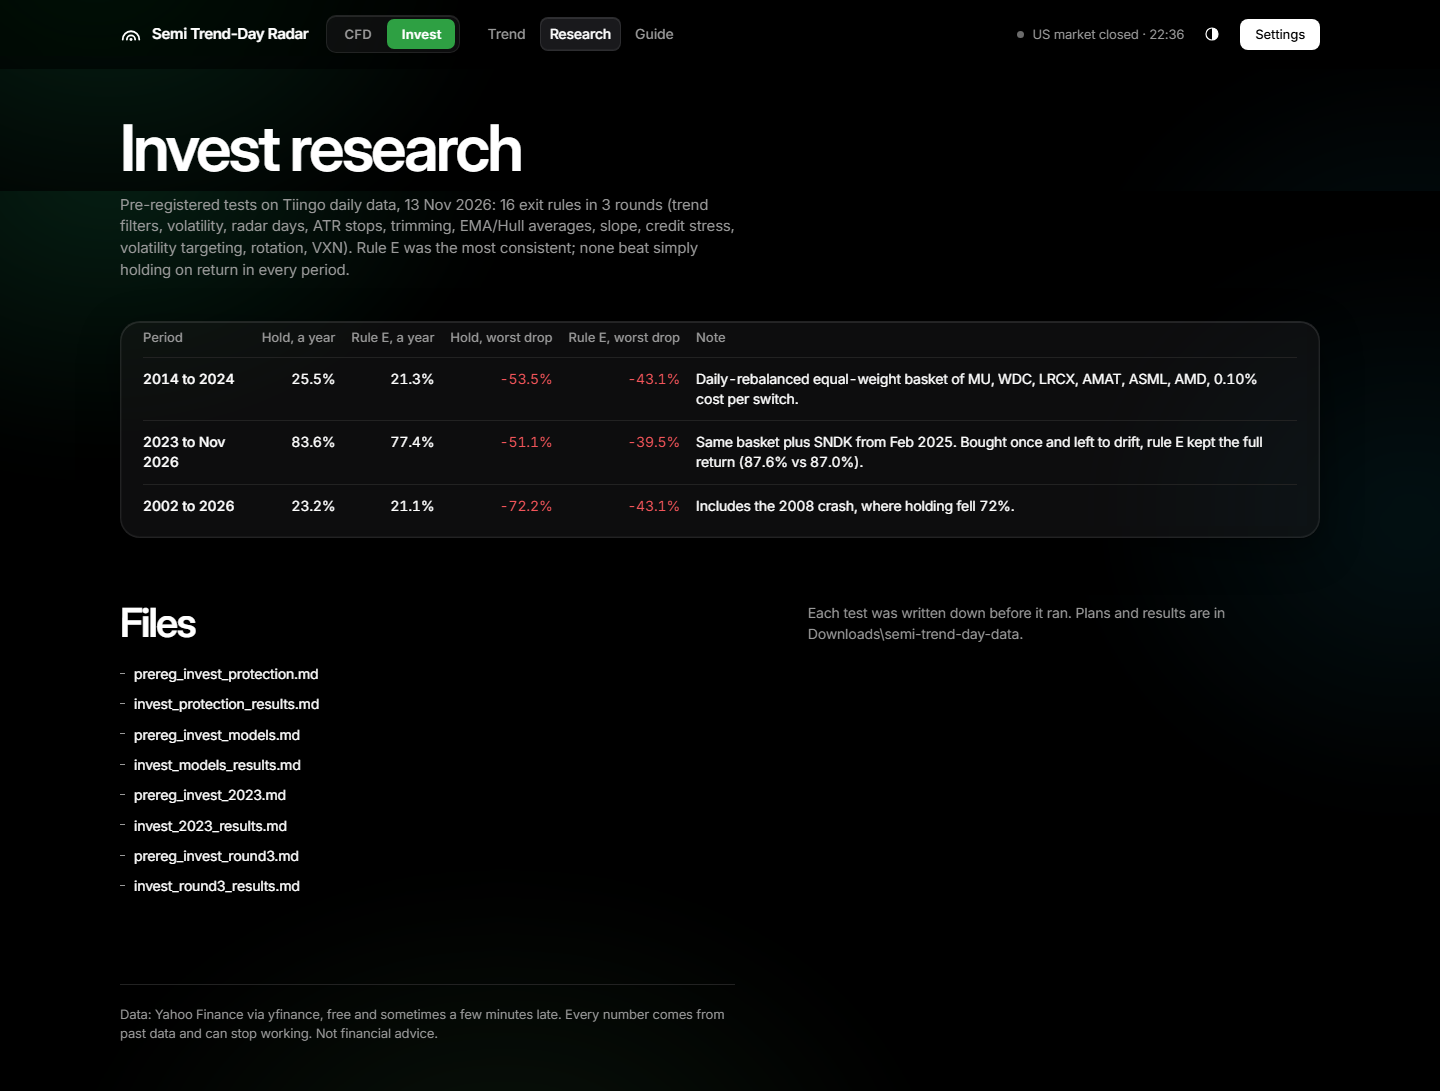 Semi Trend-Day Radar
CFD
Invest
Trend
Research
Guide
US market closed · 22:36
Settings
Invest research
Pre-registered tests on Tiingo daily data, 13 Nov 2026: 16 exit rules in 3 rounds (trend
filters, volatility, radar days, ATR stops, trimming, EMA/Hull averages, slope, credit stress,
volatility targeting, rotation, VXN). Rule E was the most consistent; none beat simply
holding on return in every period.
Period Hold, a year Rule E, a year Hold, worst drop Rule E, worst drop Note
2014 to 2024 25.5% 21.3% -53.5% -43.1% Daily-rebalanced equal-weight basket of MU, WDC, LRCX, AMAT, ASML, AMD, 0.10%
cost per switch.
2023 to Nov 83.6% 77.4% -51.1% -39.5% Same basket plus SNDK from Feb 2025. Bought once and left to drift, rule E kept the full
2026 return (87.6% vs 87.0%).
2002 to 2026 23.2% 21.1% -72.2% -43.1% Includes the 2008 crash, where holding fell 72%.
Files
Each test was written down before it ran. Plans and results are in
Downloads\semi-trend-day-data.
- prereg_invest_protection.md
- invest_protection_results.md
- prereg_invest_models.md
- invest_models_results.md
- prereg_invest_2023.md
- invest_2023_results.md
- prereg_invest_round3.md
- invest_round3_results.md
Data: Yahoo Finance via yfinance, free and sometimes a few minutes late. Every number comes from
past data and can stop working. Not financial advice.